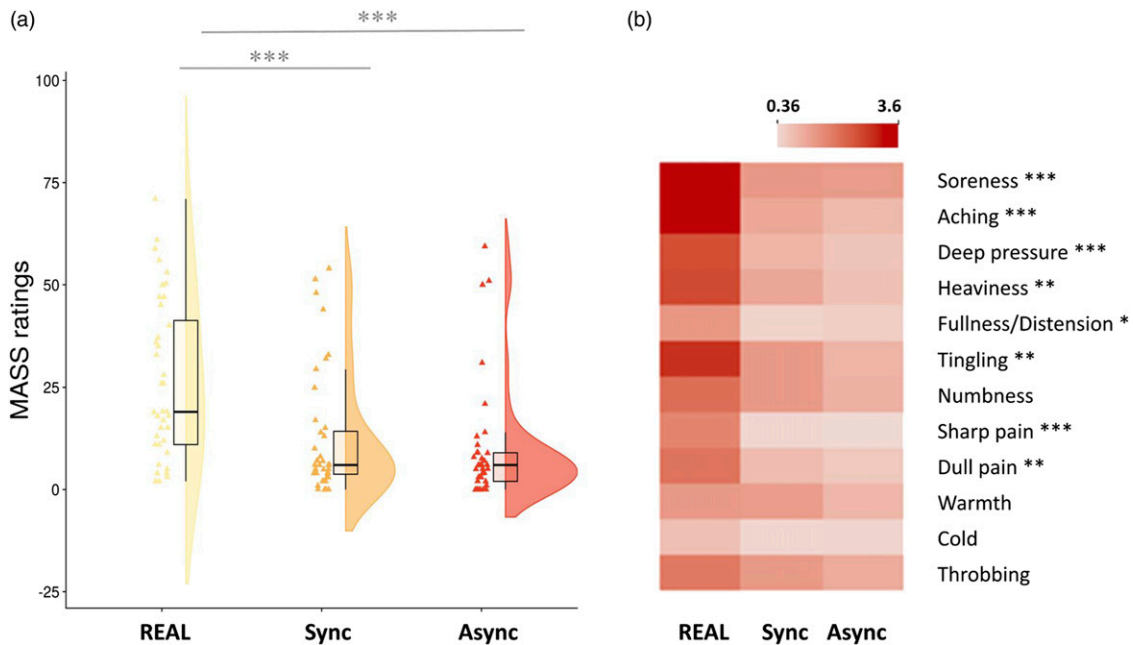 (a)
***
***
100
75
50
25
0
-25
MASS ratings
REAL Sync Async
(b)
0.36 3.6
Soreness ***
Aching ***
Deep pressure ***
Heaviness **
Fullness/Distension *
Tingling **
Numbness
Sharp pain ***
Dull pain **
Warmth
Cold
Throbbing
REAL Sync Async